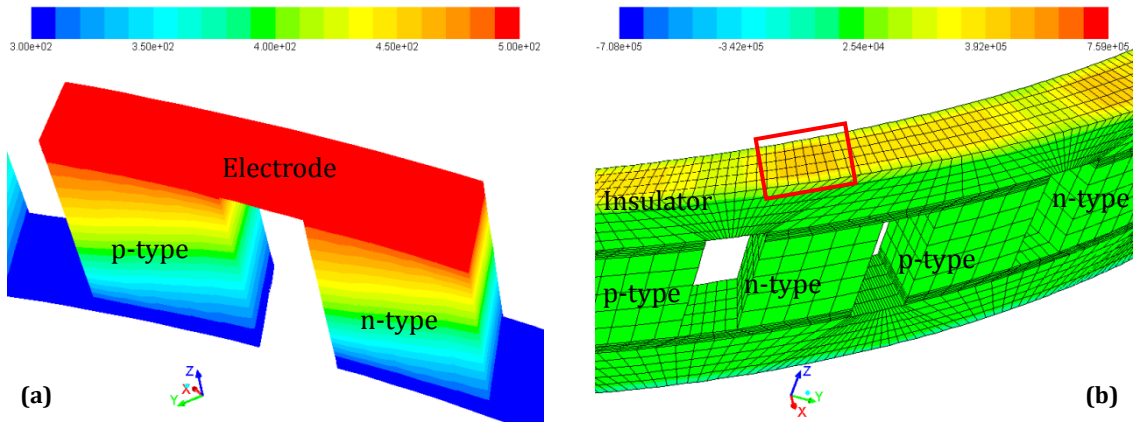 3.00e+02 3.50e+02 4.00e+02 4.50e+02 5.00e+02
Electrode
p-type
n-type
Z
X
Y
(a)
-7.08e+05 -3.42e+05 2.54e+04 3.92e+05 7.59e+05
Insulator
n-type
p-type
p-type
n-type
Z
Y
X
(b)